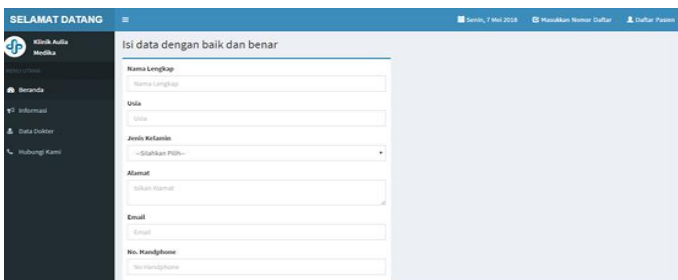 SELAMAT DATANG
Senin, 7 Mei 2018
Masukkan Nomor Daftar
Daftar Pasien
Klinik Aulia
Medika
MENU UTAMA
Beranda
Informasi
Data Dokter
Hubungi Kami
Isi data dengan baik dan benar
Nama Lengkap
Nama Lengkap
Usia
Usia
Jenis Kelamin
--Silahkan Pilih--
Alamat
Isikan Alamat
Email
Email
No. Handphone
No Handphone